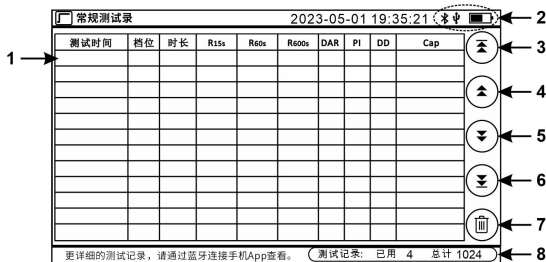 常规测试录 2023-05-01 19:35:21
测试时间 档位 时长 R15s R60s R600s DAR PI DD Cap
更详细的测试记录，请通过蓝牙连接手机App查看。 测试记录: 已用 4 总计 1024
1
2
3
4
5
6
7
8